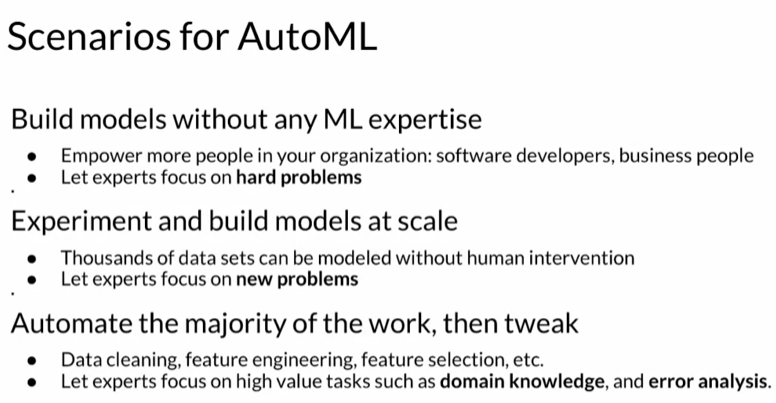 Scenarios for AutoML
Build models without any ML expertise
● Empower more people in your organization: software developers, business people
● Let experts focus on hard problems
Experiment and build models at scale
● Thousands of data sets can be modeled without human intervention
● Let experts focus on new problems
Automate the majority of the work, then tweak
● Data cleaning, feature engineering, feature selection, etc.
● Let experts focus on high value tasks such as domain knowledge, and error analysis.